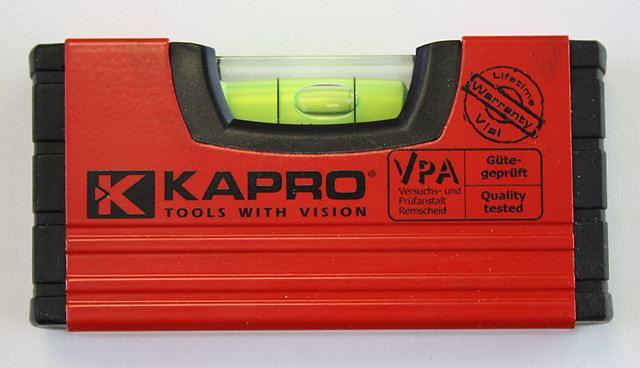 Lifetime
Warranty
Vial
KAPRO®
TOOLS WITH VISION
VPA
Versuchs- und
Prüfanstalt
Remscheid
Güte-
geprüft
Quality
tested